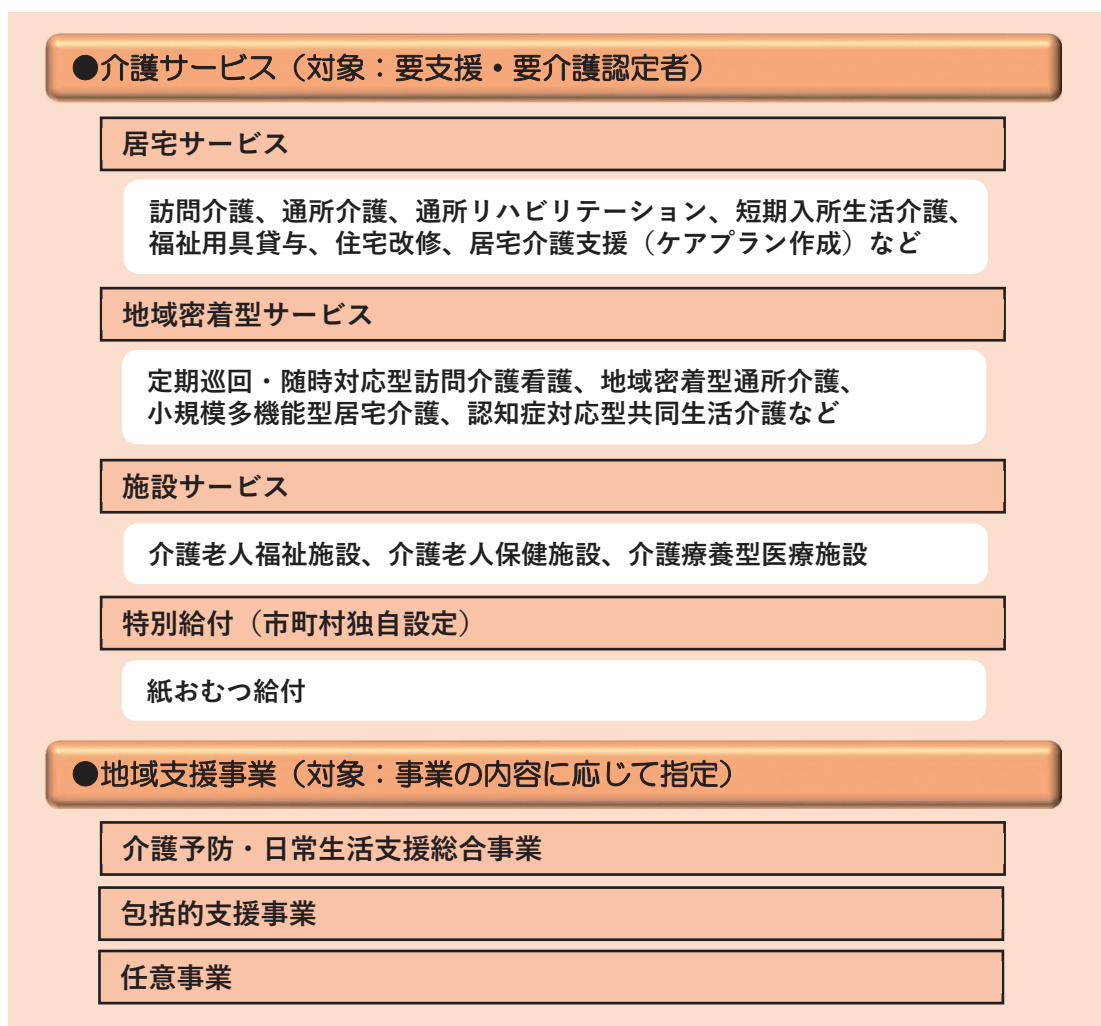 ●介護サービス（対象：要支援・要介護認定者）
居宅サービス
訪問介護、通所介護、通所リハビリテーション、短期入所生活介護、
福祉用具貸与、住宅改修、居宅介護支援（ケアプラン作成）など
地域密着型サービス
定期巡回・随時対応型訪問介護看護、地域密着型通所介護、
小規模多機能型居宅介護、認知症対応型共同生活介護など
施設サービス
介護老人福祉施設、介護老人保健施設、介護療養型医療施設
特別給付（市町村独自設定）
紙おむつ給付
●地域支援事業（対象：事業の内容に応じて指定）
介護予防・日常生活支援総合事業
包括的支援事業
任意事業